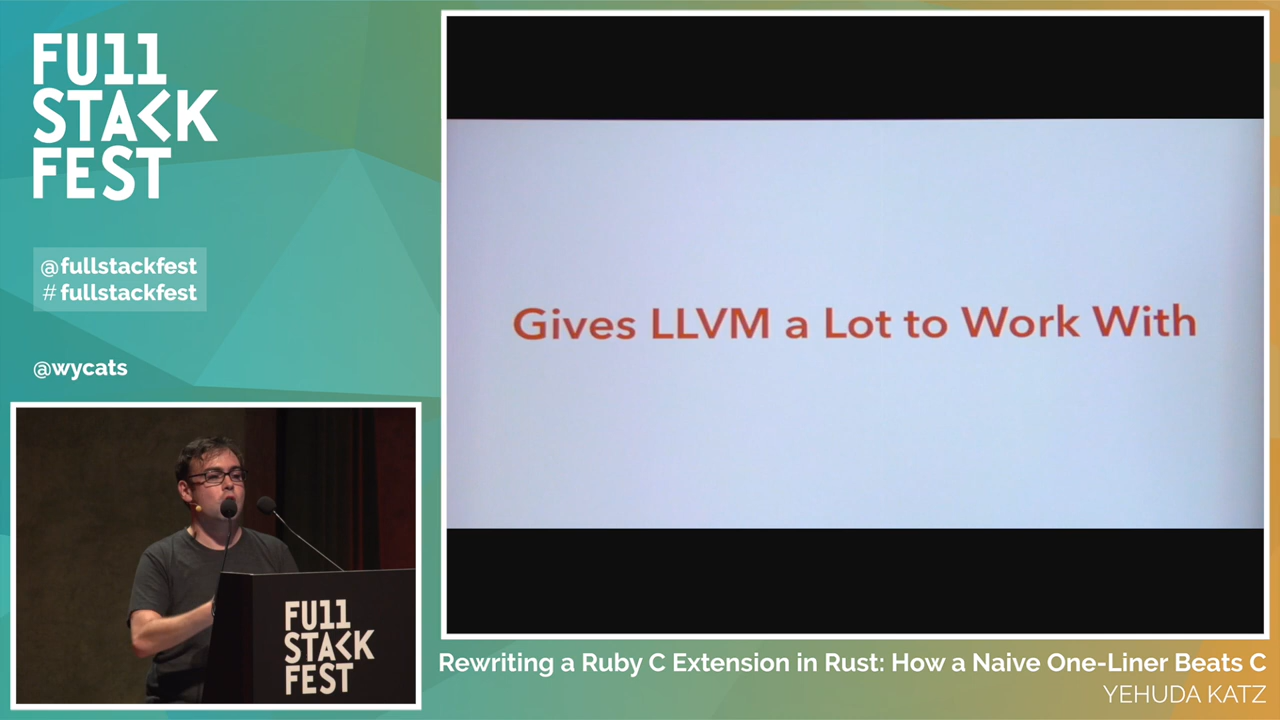 FULL
STACK
FEST
@fullstackfest
# fullstackfest
@wycats
Gives LLVM a Lot to Work With
FULL
STACK
FEST
Rewriting a Ruby C Extension in Rust: How a Naive One-Liner Beats C
YEHUDA KATZ